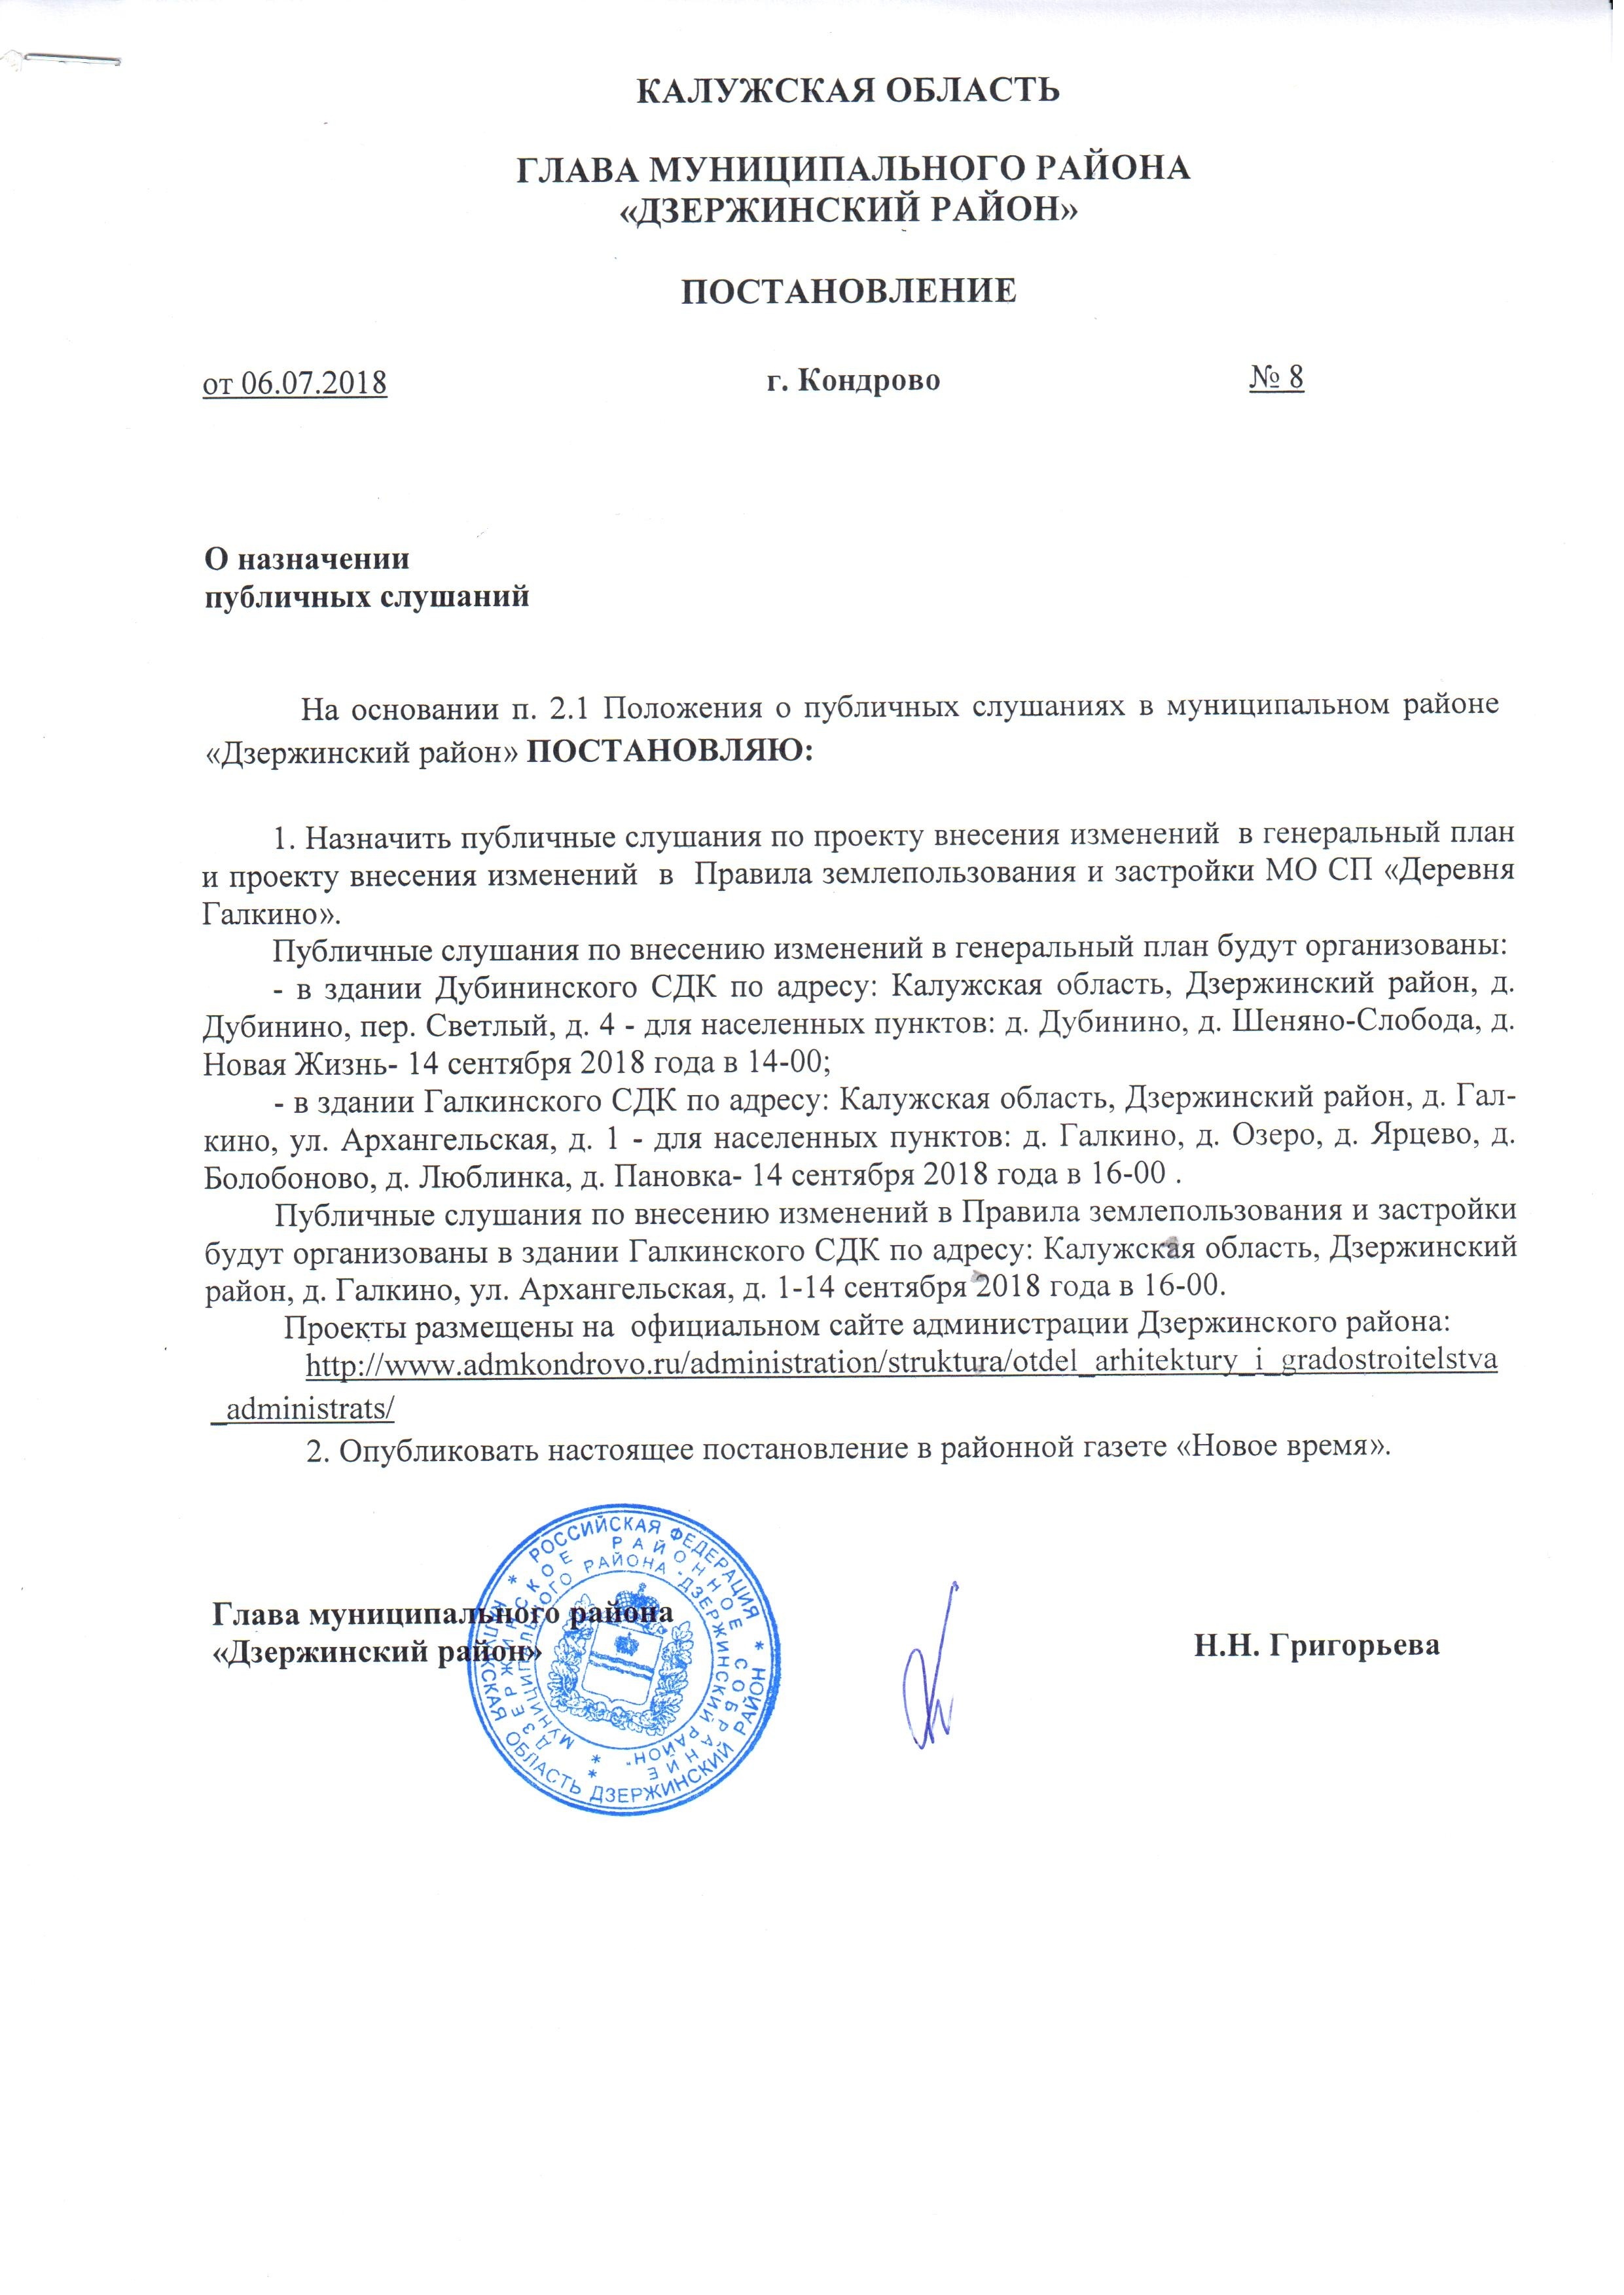 КАЛУЖСКАЯ ОБЛАСТЬ
ГЛАВА МУНИЦИПАЛЬНОГО РАЙОНА
«ДЗЕРЖИНСКИЙ РАЙОН»
ПОСТАНОВЛЕНИЕ
от 06.07.2018 г. Кондрово № 8
О назначении
публичных слушаний
На основании п. 2.1 Положения о публичных слушаниях в муниципальном районе
«Дзержинский район» ПОСТАНОВЛЯЮ:
1. Назначить публичные слушания по проекту внесения изменений в генеральный план
и проекту внесения изменений в Правила землепользования и застройки МО СП «Деревня
Галкино».
Публичные слушания по внесению изменений в генеральный план будут организованы:
- в здании Дубининского СДК по адресу: Калужская область, Дзержинский район, д.
Дубинино, пер. Светлый, д. 4 - для населенных пунктов: д. Дубинино, д. Шеняно-Слобода, д.
Новая Жизнь- 14 сентября 2018 года в 14-00;
- в здании Галкинского СДК по адресу: Калужская область, Дзержинский район, д. Гал-
кино, ул. Архангельская, д. 1 - для населенных пунктов: д. Галкино, д. Озеро, д. Ярцево, д.
Болобоново, д. Люблинка, д. Пановка- 14 сентября 2018 года в 16-00 .
Публичные слушания по внесению изменений в Правила землепользования и застройки
будут организованы в здании Галкинского СДК по адресу: Калужская область, Дзержинский
район, д. Галкино, ул. Архангельская, д. 1-14 сентября 2018 года в 16-00.
Проекты размещены на официальном сайте администрации Дзержинского района:
http://www.admkondrovo.ru/administration/struktura/otdel_arhitektury_i_gradostroitelstva
_administrats/
2. Опубликовать настоящее постановление в районной газете «Новое время».
Глава муниципального района
«Дзержинский район» Н.Н. Григорьева
* РОССИЙСКАЯ ФЕДЕРАЦИЯ * КАЛУЖСКАЯ ОБЛАСТЬ ДЗЕРЖИНСКИЙ РАЙОН
* ДЗЕРЖИНСКОЕ РАЙОННОЕ СОБРАНИЕ
* МУНИЦИПАЛЬНОГО РАЙОНА "ДЗЕРЖИНСКИЙ РАЙОН"